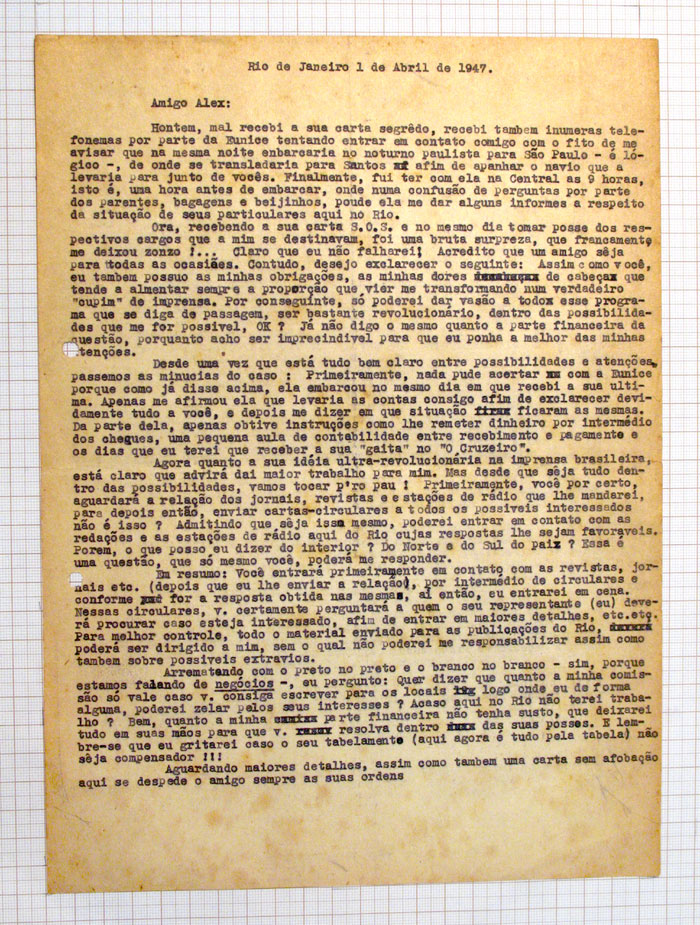 Rio de Janeiro 1 de Abril de 1947.
Amigo Alex:
Hontem, mal recebi a sua carta segrêdo, recebi tambem inumeras tele-
fonemas por parte da Eunice tentando entrar em contato comigo com o fito de me
avisar que na mesma noite enbarcaria no noturno paulista para São Paulo - é ló-
gico -, de onde se transladaria para Santos afim de apanhar o navio que a
levaria para junto de vocês. Finalmente, fui ter com ela na Central as 9 horas,
isto é, uma hora antes de embarcar, onde numa confusão de perguntas por parte
dos parentes, bagagens e beijinhos, poude ela me dar alguns informes a respeito
da situação de seus particulares aqui no Rio.
Ora, recebendo a sua carta S.O.S. e no mesmo dia tomar posse dos res-
pectivos cargos que a mim se destinavam, foi uma bruta surpreza, que francamente
me deixou zonzo !... Claro que eu não falharei! Acredito que um amigo sêja
para todas as ocasiões. Contudo, desejo exclarecer o seguinte: Assim como você,
eu tambem possuo as minhas obrigações, as minhas dores de cabeças que
tende a almentar sempre a proporção que vier me transformando num verdadeiro
"cupim" de imprensa. Por conseguinte, só poderei dar vasão a todox esse progra-
ma que se diga de passagem, ser bastante revolucionário, dentro das possibilida-
des que me for possivel, OK ? Já não digo o mesmo quanto a parte financeira da
questão, porquanto acho ser imprecindivel para que eu ponha a melhor das minhas
atenções.
Desde uma vez que está tudo bem claro entre possibilidades e atenções,
passemos as minucias do caso : Primeiramente, nada pude acertar com a Eunice
porque como já disse acima, ela embarcou no mesmo dia em que recebi a sua ulti-
ma. Apenas me afirmou ela que levaria as contas consigo afim de exclarecer devi-
damente tudo a você, e depois me dizer em que situação ficaram as mesmas.
Da parte dela, apenas obtive instruções como lhe remeter dinheiro por intermédio
dos cheques, uma pequena aula de contabilidade entre recebimento e pagamento e
os dias que eu terei que receber a sua "gaita" no "O Cruzeiro".
Agora quanto a sua idéia ultra-revolucionária na imprensa brasileira,
está claro que advirá dai maior trabalho para mim. Mas desde que sêja tudo den-
tro das possibilidades, vamos tocar p'ro pau ! Primeiramente, você por certo,
aguardará a relação dos jornais, revistas e estações de rádio que lhe mandarei,
para depois então, enviar cartas-circulares a todos os possiveis interessados
não é isso ? Admitindo que sêja isso mesmo, poderei entrar em contato com as
redações e as estações de rádio aqui do Rio cujas respostas lhe sejam favoráveis.
Porem, o que posso eu dizer do interior ? Do Norte e do Sul do paiz ? Essa é
uma questão, que só mesmo você, poderá me responder.
Em resumo: Você entrará primeiramente em contato com as revistas, jor-
nais etc. (depois que eu lhe enviar a relação), por intermédio de circulares e
conforme for a resposta obtida nas mesmas, aí então, eu entrarei em cena.
Nessas circulares, v. certamente perguntará a quem o seu representante (eu) deve-
rá procurar caso esteja interessado, afim de entrar em maiores detalhes, etc.etc.
Para melhor controle, todo o material enviado para as publicações do Rio,
poderá ser dirigido a mim, sem o qual não poderei me responsabilizar assim como
tambem sobre possiveis extravios.
Arrematando com o preto no preto e o branco no branco - sim, porque
estamos falando de negócios -, eu pergunto: Quer dizer que quanto a minha comis-
são só vale caso v. consiga escrever para os locais logo onde eu de forma
alguma, poderei zelar pelos seus interesses ? Acaso aqui no Rio não terei traba-
lho ? Bem, quanto a minha parte financeira não tenha susto, que deixarei
tudo em suas mãos para que v. resolva dentro das suas posses. E lem-
bre-se que eu gritarei caso o seu tabelamento (aqui agora é tudo pela tabela) não
sêja compensador !!!
Aguardando maiores detalhes, assim como tambem uma carta sem afobação
aqui se despede o amigo sempre as suas ordens